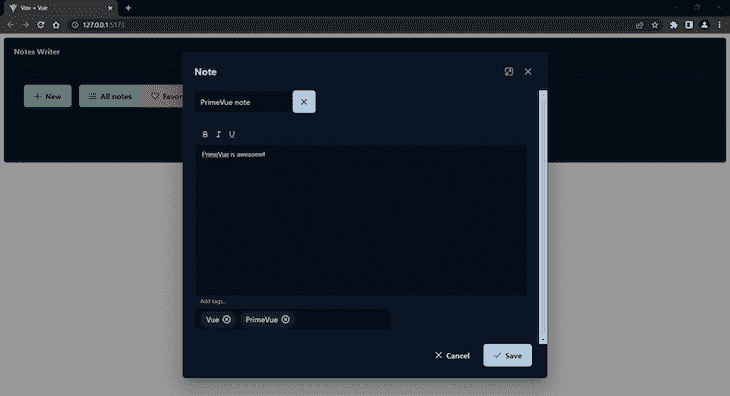 Vite + Vue
127.0.0.1:5173
Notes Writer
Note
New
All notes
PrimeVue note
B I U
PrimeVue is awesome!
Add tags...
Vue
PrimeVue
Cancel
Save